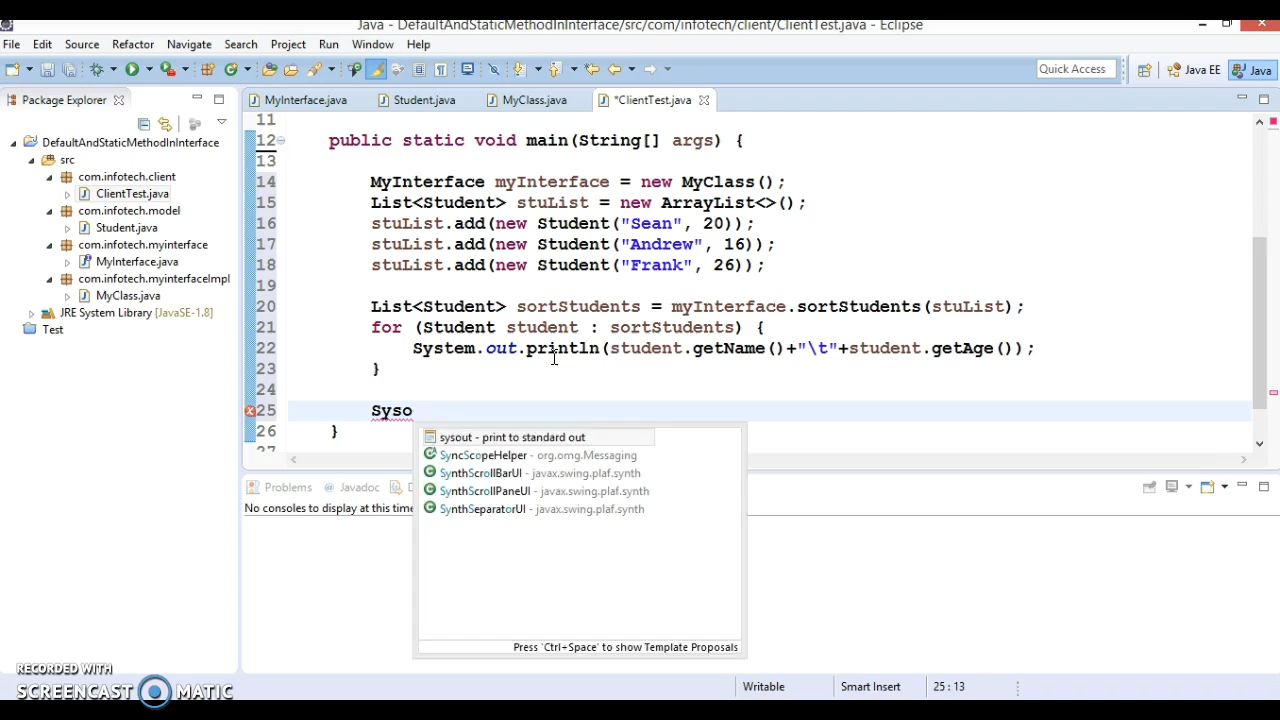 Java - DefaultAndStaticMethodInInterface/src/com/infotech/client/ClientTest.java - Eclipse
File Edit Source Refactor Navigate Search Project Run Window Help
Quick Access Java EE Java
Package Explorer
MyInterface.java Student.java MyClass.java *ClientTest.java
DefaultAndStaticMethodInInterface
src
com.infotech.client
ClientTest.java
com.infotech.model
Student.java
com.infotech.myinterface
MyInterface.java
com.infotech.myinterfaceImpl
MyClass.java
JRE System Library [JavaSE-1.8]
Test
11
12 public static void main(String[] args) {
13
14 MyInterface myInterface = new MyClass();
15 List<Student> stuList = new ArrayList<>();
16 stuList.add(new Student("Sean", 20));
17 stuList.add(new Student("Andrew", 16));
18 stuList.add(new Student("Frank", 26));
19
20 List<Student> sortStudents = myInterface.sortStudents(stuList);
21 for (Student student : sortStudents) {
22 System.out.println(student.getName()+"\t"+student.getAge());
23 }
24
25 Syso
26 }
27
sysout - print to standard out
SyncScopeHelper - org.omg.Messaging
SynthScrollBarUI - javax.swing.plaf.synth
SynthScrollPaneUI - javax.swing.plaf.synth
SynthSeparatorUI - javax.swing.plaf.synth
Press 'Ctrl+Space' to show Template Proposals
Problems @ Javadoc
No consoles to display at this time
Writable Smart Insert 25 : 13
RECORDED WITH
SCREENCAST MATIC